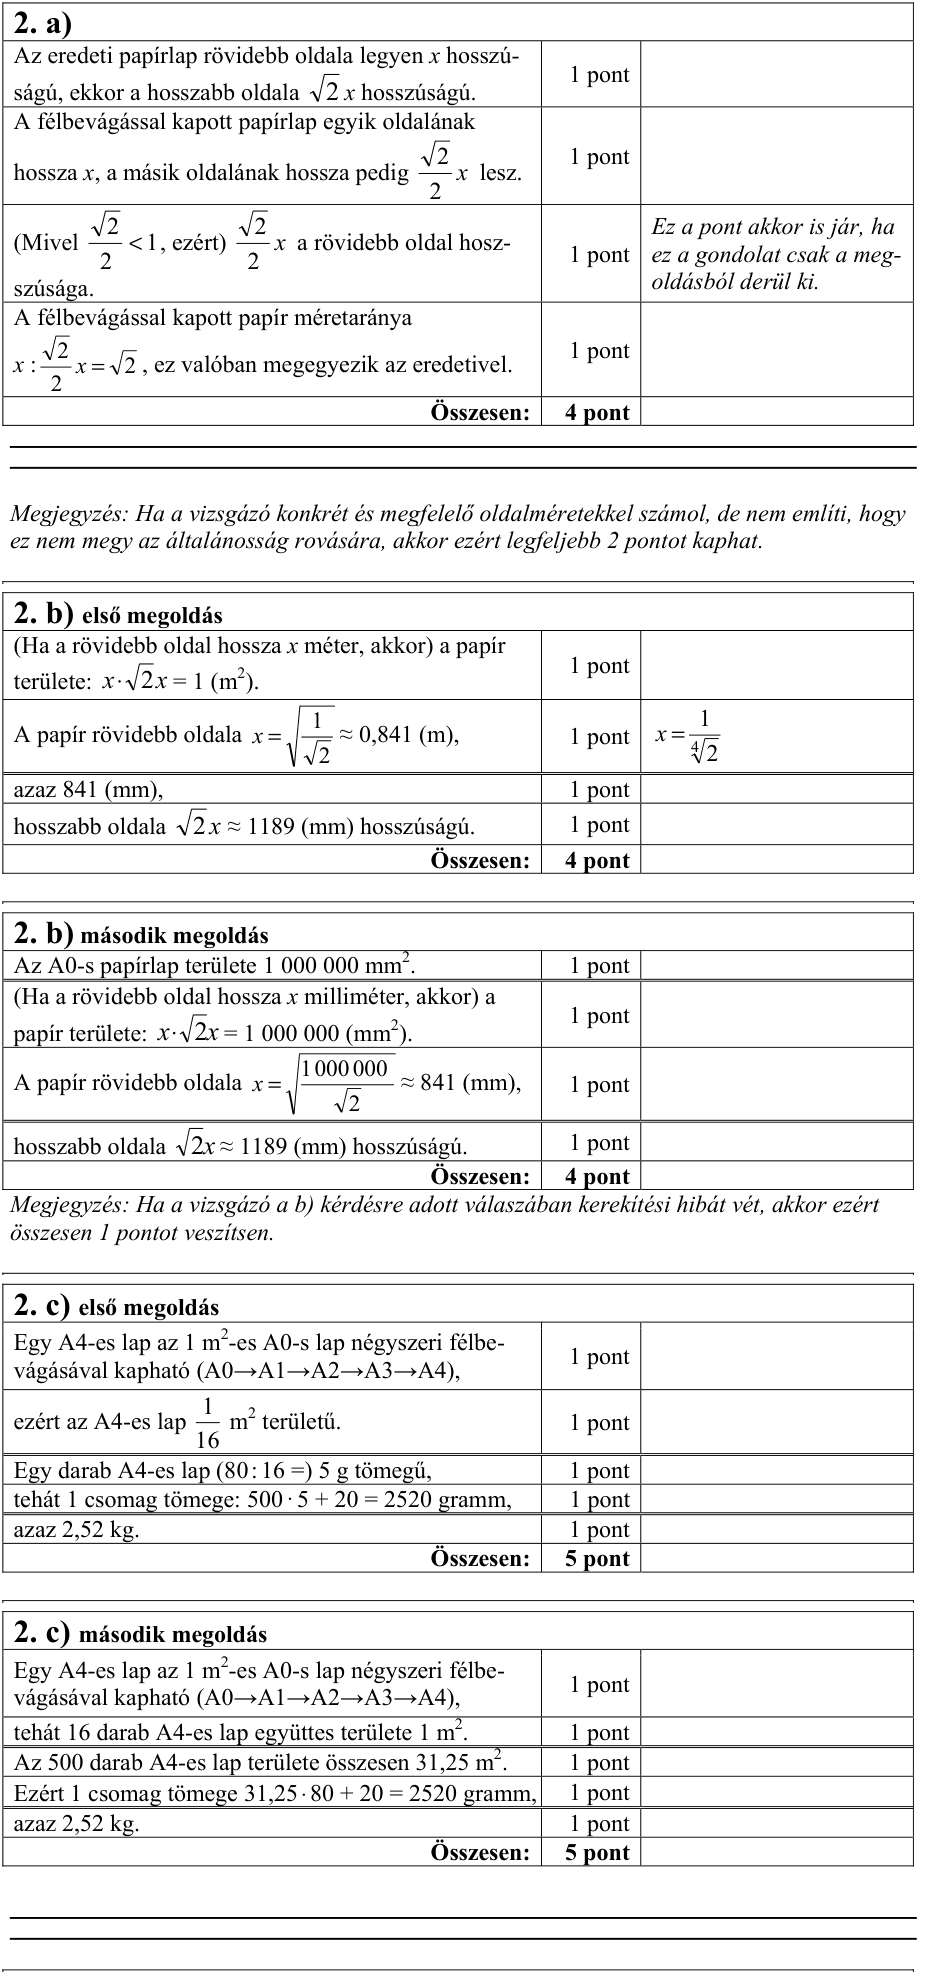 2. a)
Az eredeti papírlap rövidebb oldala legyen x hosszú-
ságú, ekkor a hosszabb oldala √2 x hosszúságú.
1 pont
A félbevágással kapott papírlap egyik oldalának
hossza x, a másik oldalának hossza pedig √2/2 x lesz.
1 pont
(Mivel √2/2 < 1, ezért) √2/2 x a rövidebb oldal hosz-
szúsága.
1 pont
Ez a pont akkor is jár, ha
ez a gondolat csak a meg-
oldásból derül ki.
A félbevágással kapott papír méretaránya
x : √2/2 x = √2 , ez valóban megegyezik az eredetivel.
1 pont
Összesen: 4 pont
Megjegyzés: Ha a vizsgázó konkrét és megfelelő oldalméretekkel számol, de nem említi, hogy
ez nem megy az általánosság rovására, akkor ezért legfeljebb 2 pontot kaphat.
2. b) első megoldás
(Ha a rövidebb oldal hossza x méter, akkor) a papír
területe: x·√2x = 1 (m²).
1 pont
A papír rövidebb oldala x = √(1/√2) ≈ 0,841 (m),
1 pont
x = 1/∜2
azaz 841 (mm), 1 pont
hosszabb oldala √2 x ≈ 1189 (mm) hosszúságú. 1 pont
Összesen: 4 pont
2. b) második megoldás
Az A0-s papírlap területe 1 000 000 mm². 1 pont
(Ha a rövidebb oldal hossza x milliméter, akkor) a
papír területe: x·√2x = 1 000 000 (mm²).
1 pont
A papír rövidebb oldala x = √(1 000 000/√2) ≈ 841 (mm),
1 pont
hosszabb oldala √2x ≈ 1189 (mm) hosszúságú. 1 pont
Összesen: 4 pont
Megjegyzés: Ha a vizsgázó a b) kérdésre adott válaszában kerekítési hibát vét, akkor ezért
összesen 1 pontot veszítsen.
2. c) első megoldás
Egy A4-es lap az 1 m²-es A0-s lap négyszeri félbe-
vágásával kapható (A0→A1→A2→A3→A4),
1 pont
ezért az A4-es lap 1/16 m² területű.
1 pont
Egy darab A4-es lap (80 : 16 =) 5 g tömegű, 1 pont
tehát 1 csomag tömege: 500 · 5 + 20 = 2520 gramm, 1 pont
azaz 2,52 kg. 1 pont
Összesen: 5 pont
2. c) második megoldás
Egy A4-es lap az 1 m²-es A0-s lap négyszeri félbe-
vágásával kapható (A0→A1→A2→A3→A4),
1 pont
tehát 16 darab A4-es lap együttes területe 1 m². 1 pont
Az 500 darab A4-es lap területe összesen 31,25 m². 1 pont
Ezért 1 csomag tömege 31,25 · 80 + 20 = 2520 gramm, 1 pont
azaz 2,52 kg. 1 pont
Összesen: 5 pont